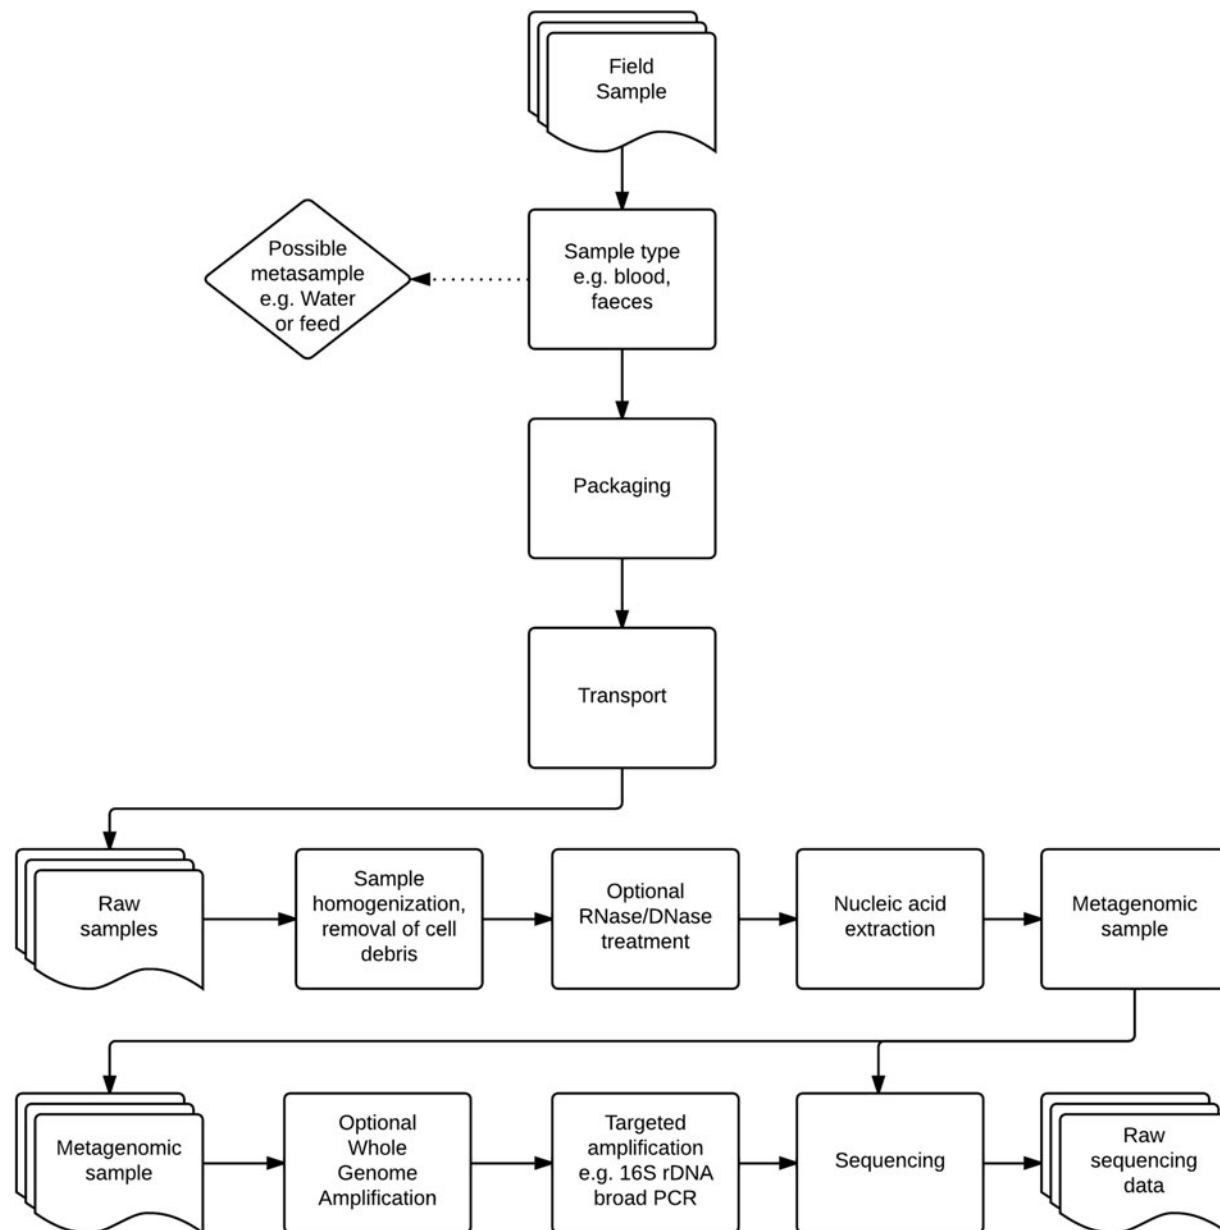 Field
Sample
Possible
metasample
e.g. Water
or feed
Sample type
e.g. blood,
faeces
Packaging
Transport
Raw
samples
Sample
homogenization,
removal of cell
debris
Optional
RNase/DNase
treatment
Nucleic acid
extraction
Metagenomic
sample
Metagenomic
sample
Optional
Whole
Genome
Amplification
Targeted
amplification
e.g. 16S rDNA
broad PCR
Sequencing
Raw
sequencing
data